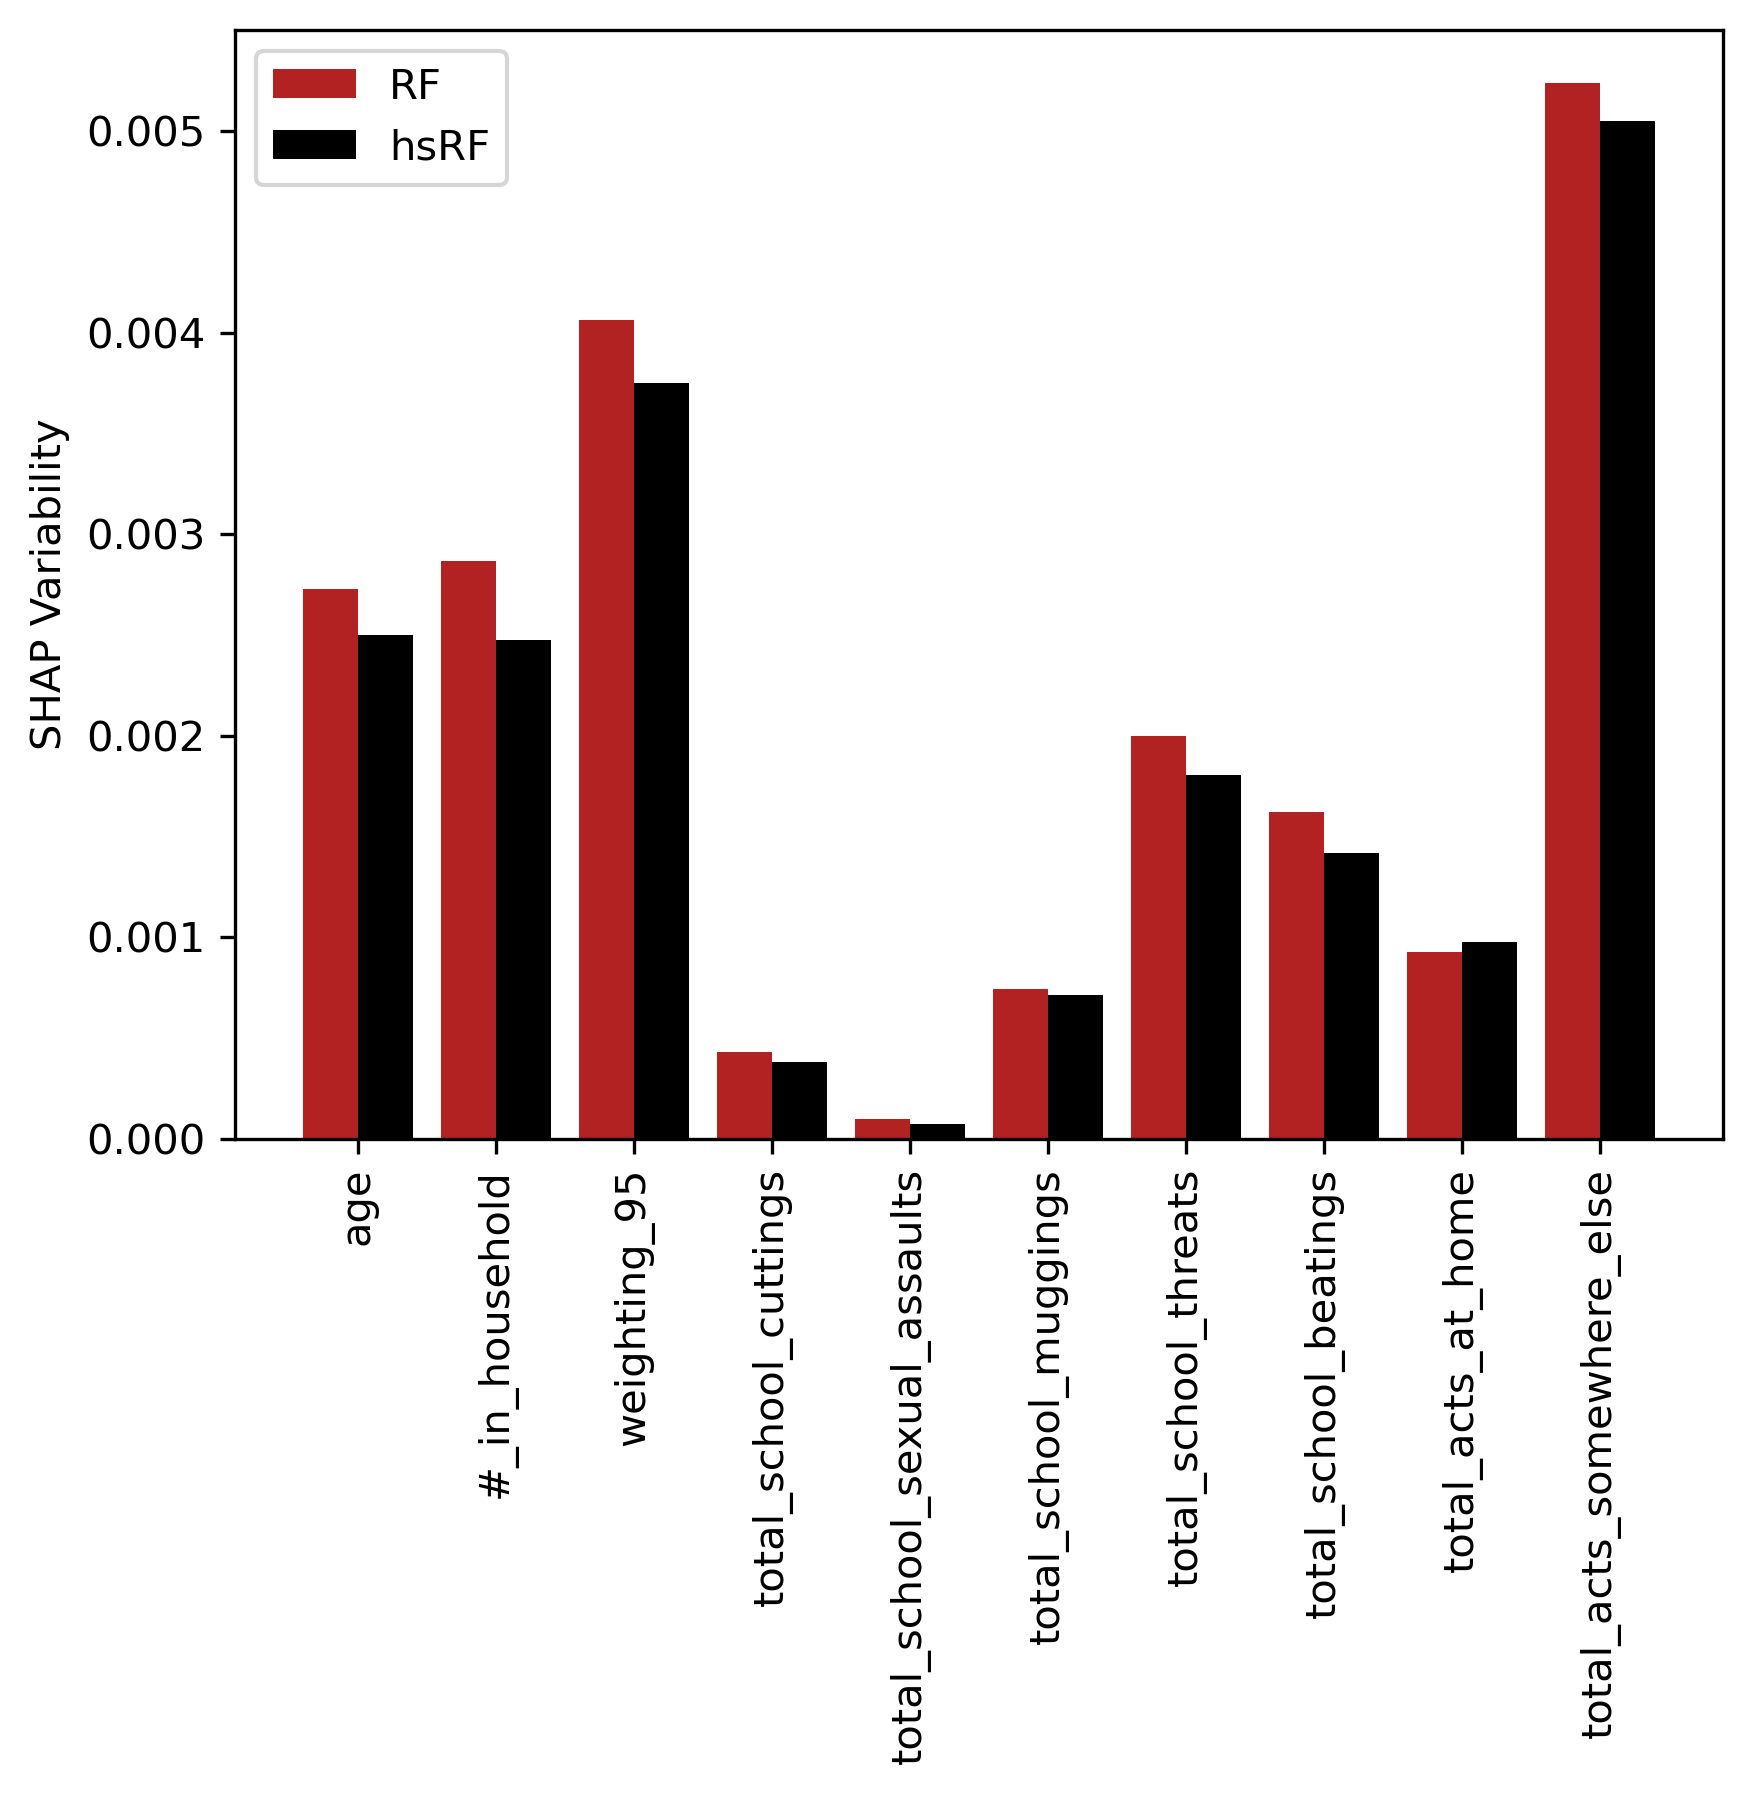 RF
hsRF
SHAP Variability
0.005
0.004
0.003
0.002
0.001
0.000
age
#_in_household
weighting_95
total_school_cuttings
total_school_sexual_assaults
total_school_muggings
total_school_threats
total_school_beatings
total_acts_at_home
total_acts_somewhere_else